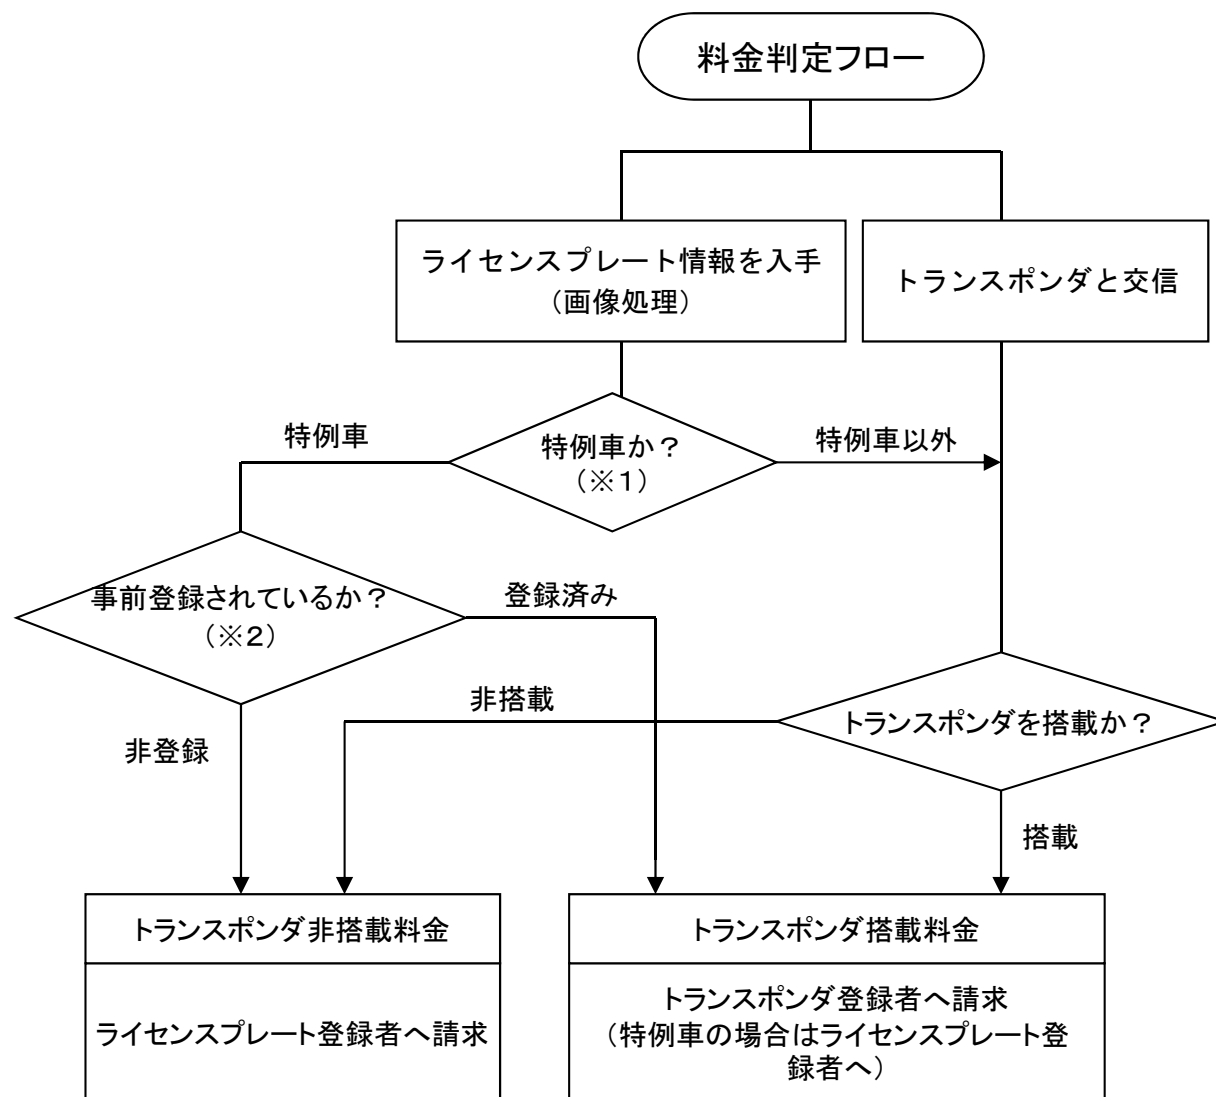 料金判定フロー
ライセンスプレート情報を入手
（画像処理）
トランスポンダと交信
特例車
特例車か？
（※１）
特例車以外
事前登録されているか？
（※２）
登録済み
非搭載
トランスポンダを搭載か？
非登録
搭載
トランスポンダ非搭載料金
ライセンスプレート登録者へ請求
トランスポンダ搭載料金
トランスポンダ登録者へ請求
（特例車の場合はライセンスプレート登
録者へ）